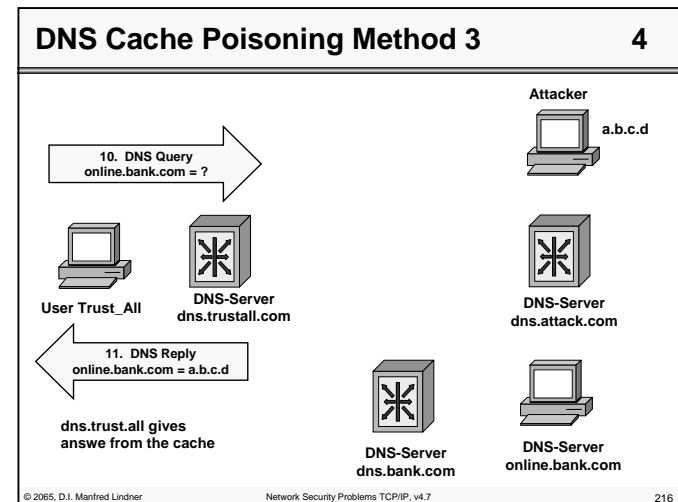 DNS Cache Poisoning Method 3 4
Attacker
a.b.c.d
10. DNS Query
online.bank.com = ?
User Trust_All
DNS-Server
dns.trustall.com
DNS-Server
dns.attack.com
11. DNS Reply
online.bank.com = a.b.c.d
dns.trust.all gives
answe from the cache
DNS-Server
dns.bank.com
DNS-Server
online.bank.com
© 2065, D.I. Manfred Lindner
Network Security Problems TCP/IP, v4.7
216